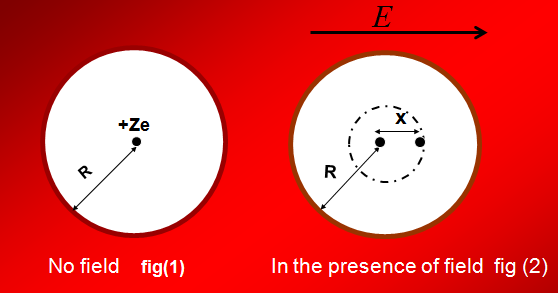 E
+Ze
R
x
R
No field fig(1)
In the presence of field fig (2)